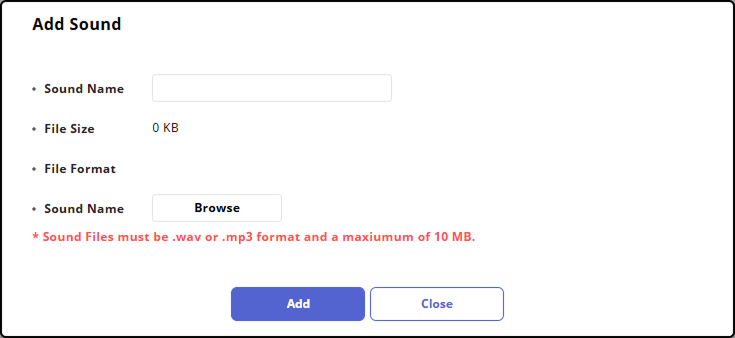 Add Sound
• Sound Name
• File Size 0 KB
• File Format
• Sound Name Browse
* Sound Files must be .wav or .mp3 format and a maxiumum of 10 MB.
Add Close